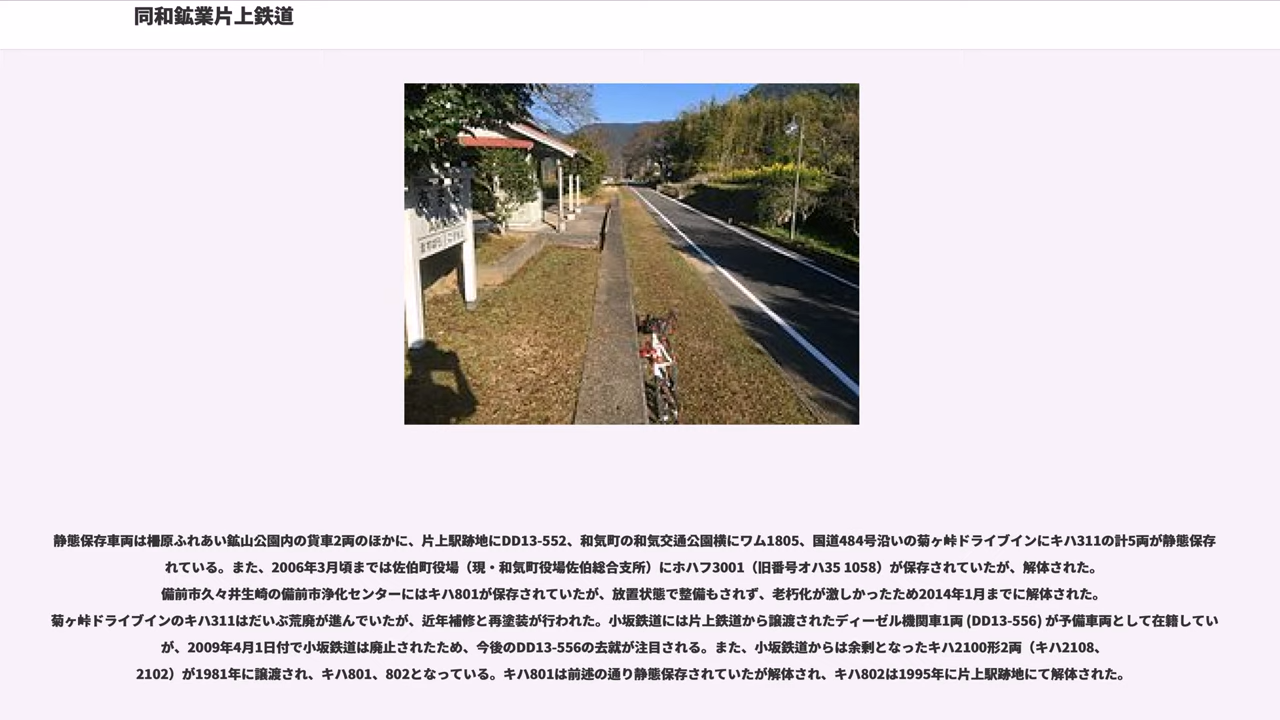 同和鉱業片上鉄道
静態保存車両は柵原ふれあい鉱山公園内の貨車2両のほかに、片上駅跡地にDD13-552、和気町の和気交通公園横にワム1805、国道484号沿いの菊ヶ峠ドライブインにキハ311の計5両が静態保存
れている。また、2006年3月頃までは佐伯町役場（現・和気町役場佐伯総合支所）にホハフ3001（旧番号オハ35 1058）が保存されていたが、解体された。
備前市久々井生崎の備前市浄化センターにはキハ801が保存されていたが、放置状態で整備もされず、老朽化が激しかったため2014年1月までに解体された。
菊ヶ峠ドライブインのキハ311はだいぶ荒廃が進んでいたが、近年補修と再塗装が行われた。小坂鉄道には片上鉄道から譲渡されたディーゼル機関車1両 (DD13-556) が予備車両として在籍してい
が、2009年4月1日付で小坂鉄道は廃止されたため、今後のDD13-556の去就が注目される。また、小坂鉄道からは余剰となったキハ2100形2両（キハ2108、
2102）が1981年に譲渡され、キハ801、802となっている。キハ801は前述の通り静態保存されていたが解体され、キハ802は1995年に片上駅跡地にて解体された。